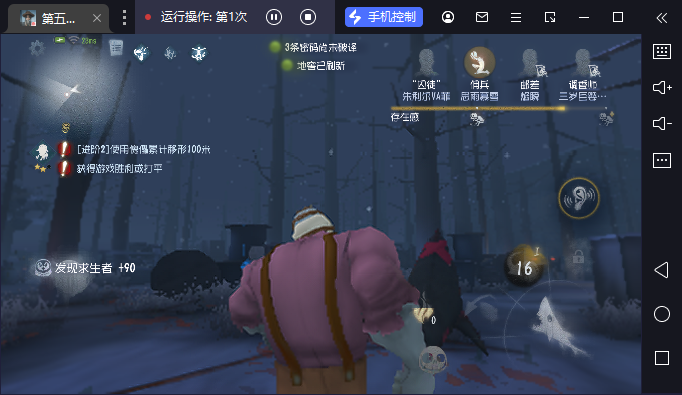 第五...
运行操作: 第1次
手机控制
3条密码尚未破译
地窖已刷新
"囚徒"
佣兵
邮差
存在感
[进阶2]使用傀儡累计移形100米
获得游戏胜利或打平
发现求生者 +90
1
16
0